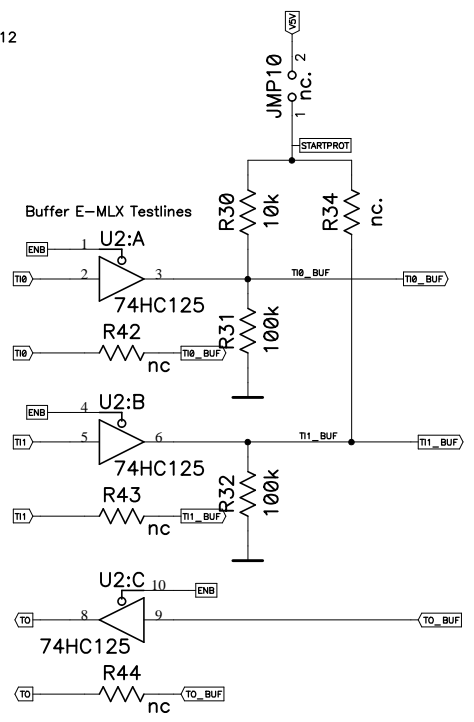 V5V
12
2
JMP10
nc.
1
STARTPROT
R30
10k
R34
nc.
Buffer E-MLX Testlines
ENB
1
U2:A
TI0
2
3
TI0_BUF
TI0_BUF
74HC125
R31
100k
R42
TI0
TI0_BUF
nc
ENB
4
U2:B
TI1
5
6
TI1_BUF
TI1_BUF
74HC125
R32
100k
R43
TI1
TI1_BUF
nc
U2:C
10
ENB
TO
8
9
TO_BUF
74HC125
R44
TO
TO_BUF
nc